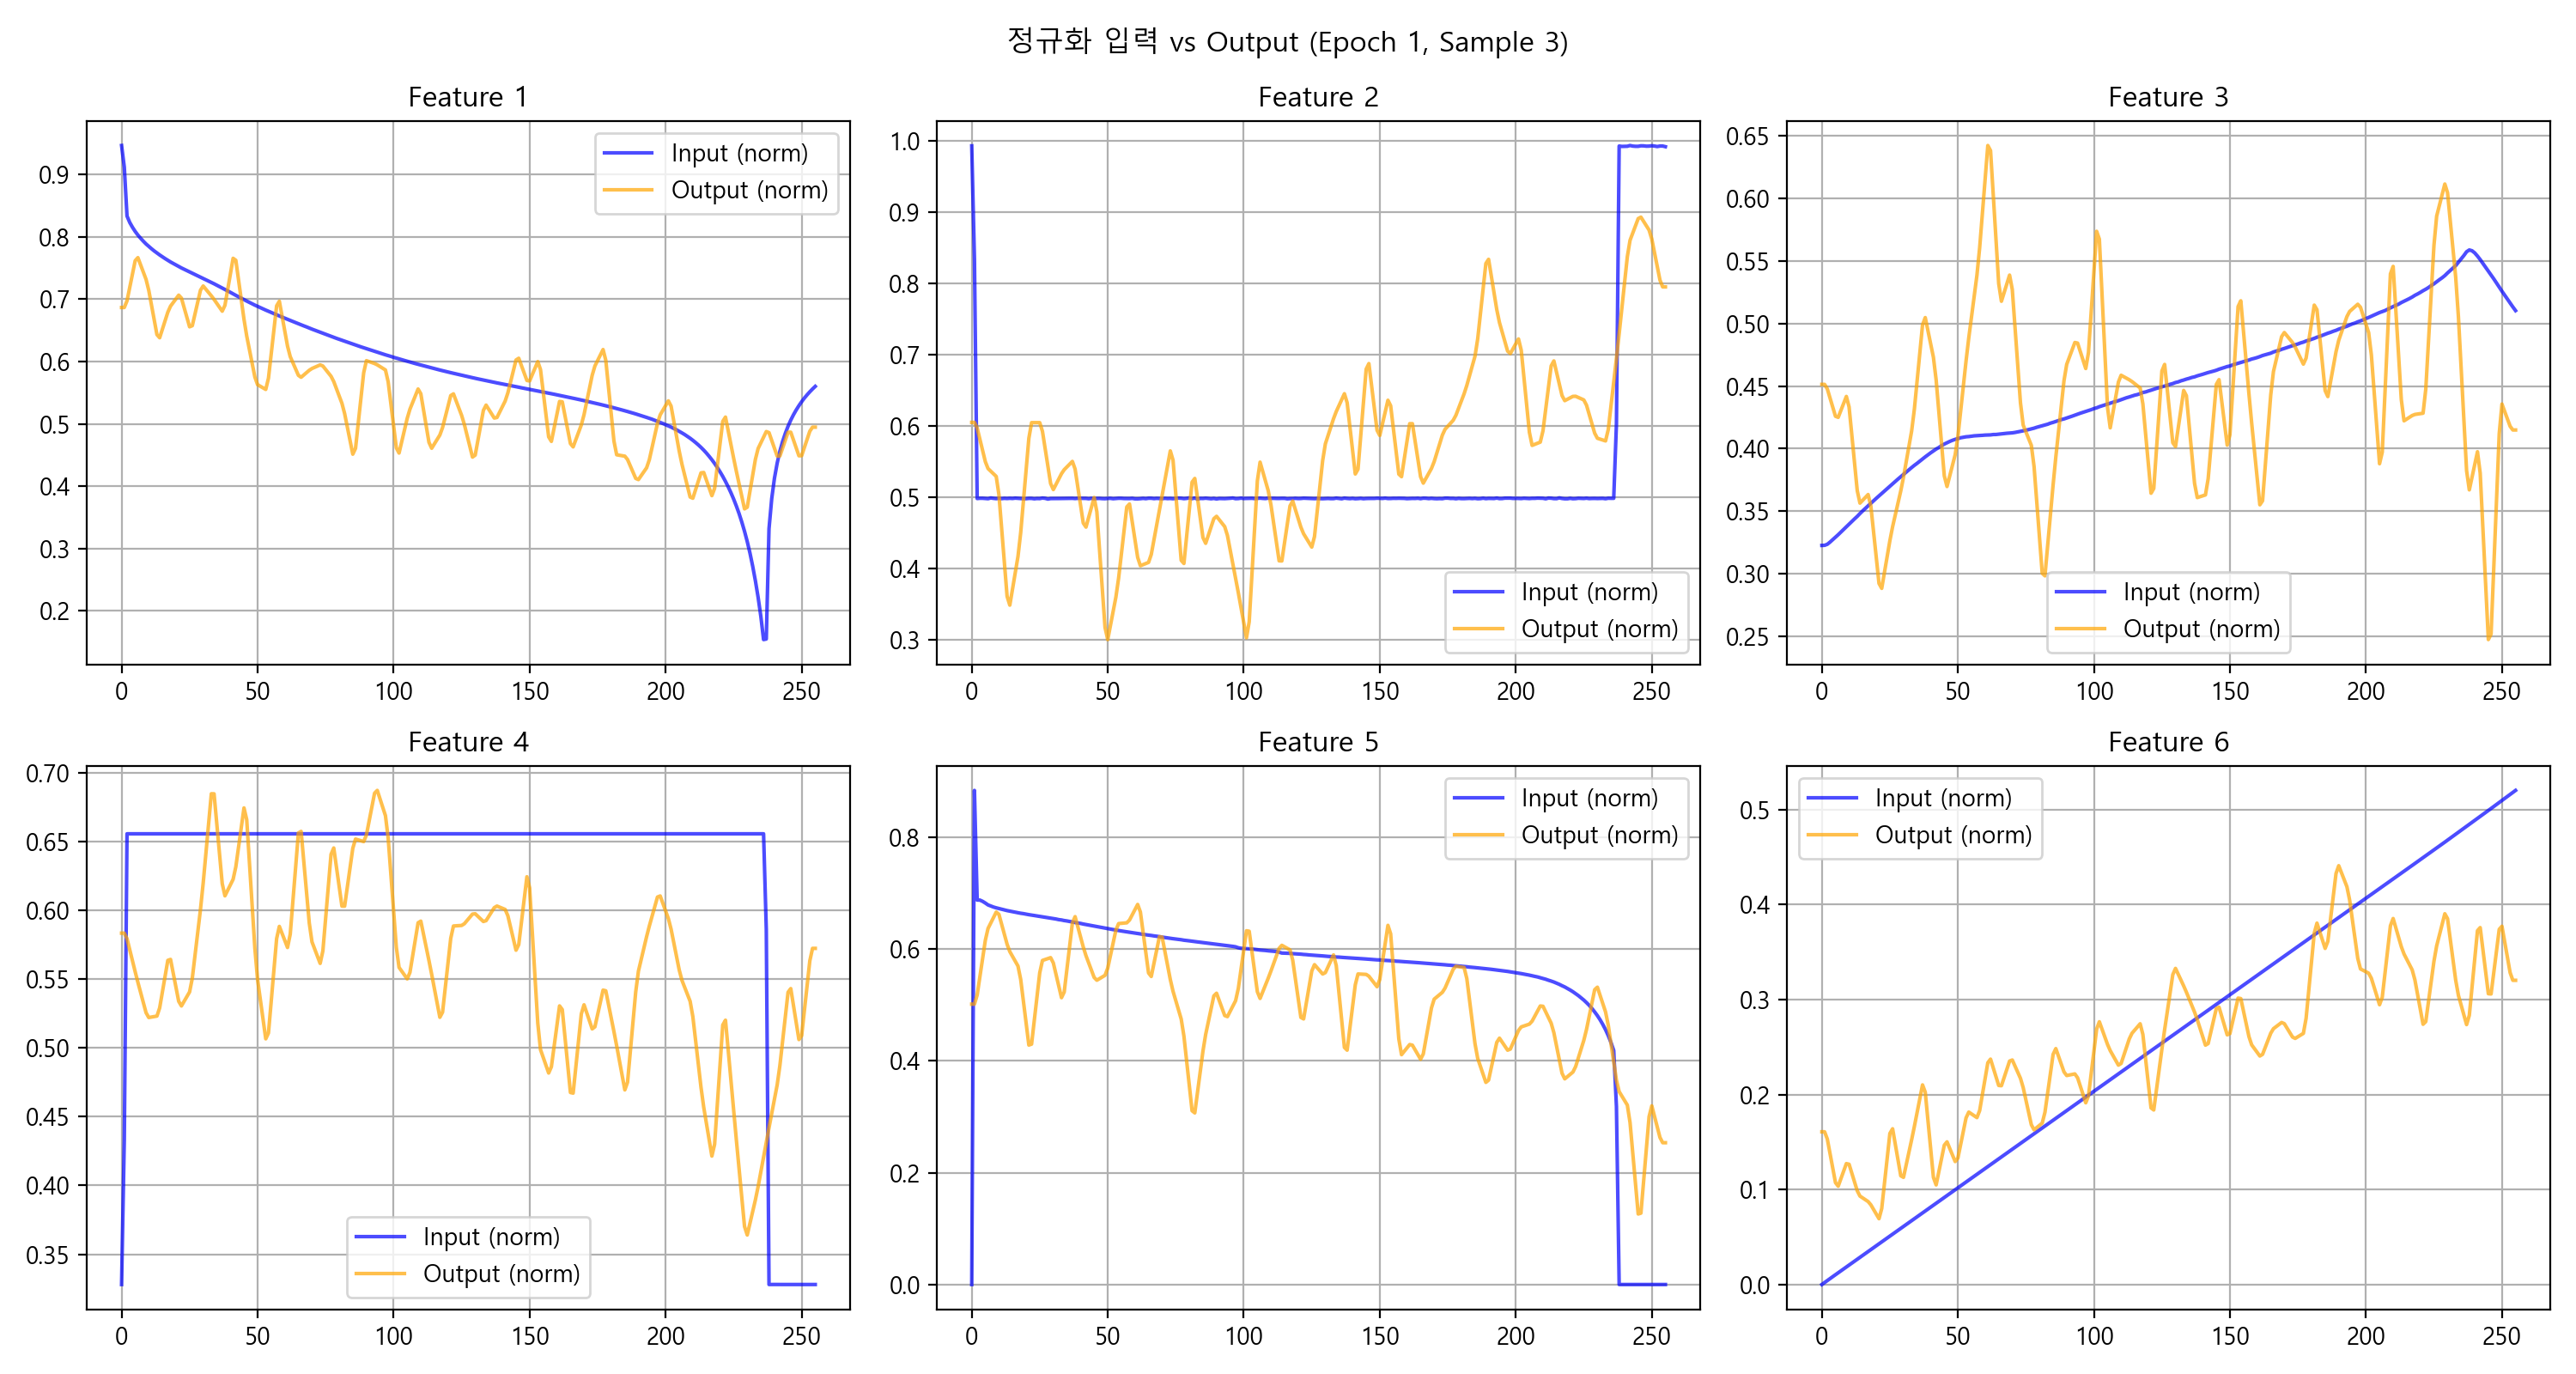 정규화 입력 vs Output (Epoch 1, Sample 3)
Feature 1
0.9
0.8
0.7
0.6
0.5
0.4
0.3
0.2
0 50 100 150 200 250
Input (norm)
Output (norm)
Feature 2
1.0
0.9
0.8
0.7
0.6
0.5
0.4
0.3
0 50 100 150 200 250
Input (norm)
Output (norm)
Feature 3
0.65
0.60
0.55
0.50
0.45
0.40
0.35
0.30
0.25
0 50 100 150 200 250
Input (norm)
Output (norm)
Feature 4
0.70
0.65
0.60
0.55
0.50
0.45
0.40
0.35
0 50 100 150 200 250
Input (norm)
Output (norm)
Feature 5
0.8
0.6
0.4
0.2
0.0
0 50 100 150 200 250
Input (norm)
Output (norm)
Feature 6
0.5
0.4
0.3
0.2
0.1
0.0
0 50 100 150 200 250
Input (norm)
Output (norm)